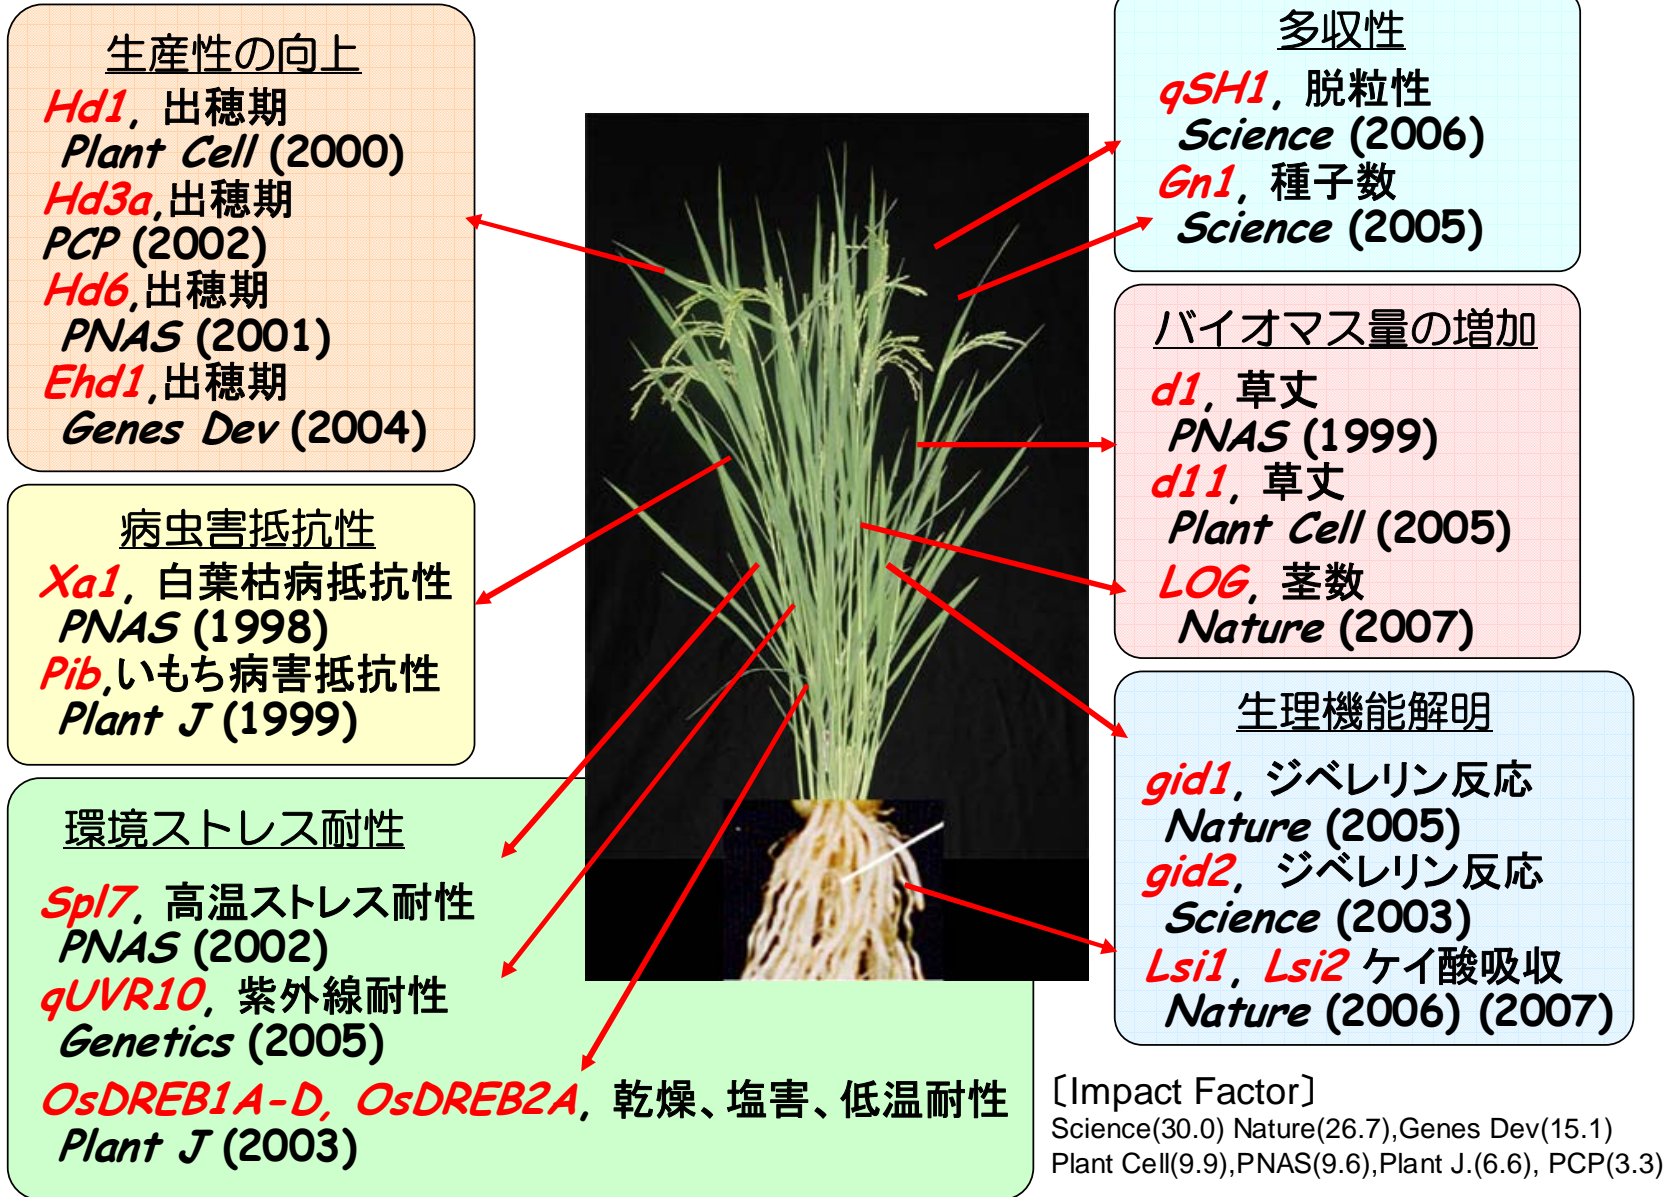 生産性の向上
Hd1, 出穂期
Plant Cell (2000)
Hd3a,出穂期
PCP (2002)
Hd6,出穂期
PNAS (2001)
Ehd1,出穂期
Genes Dev (2004)
病虫害抵抗性
Xa1, 白葉枯病抵抗性
PNAS (1998)
Pib,いもち病害抵抗性
Plant J (1999)
環境ストレス耐性
Spl7, 高温ストレス耐性
PNAS (2002)
qUVR10, 紫外線耐性
Genetics (2005)
OsDREB1A-D, OsDREB2A, 乾燥、塩害、低温耐性
Plant J (2003)
多収性
qSH1, 脱粒性
Science (2006)
Gn1, 種子数
Science (2005)
バイオマス量の増加
d1, 草丈
PNAS (1999)
d11, 草丈
Plant Cell (2005)
LOG, 茎数
Nature (2007)
生理機能解明
gid1, ジベレリン反応
Nature (2005)
gid2, ジベレリン反応
Science (2003)
Lsi1, Lsi2 ケイ酸吸収
Nature (2006) (2007)
〔Impact Factor〕
Science(30.0) Nature(26.7),Genes Dev(15.1)
Plant Cell(9.9),PNAS(9.6),Plant J.(6.6), PCP(3.3)